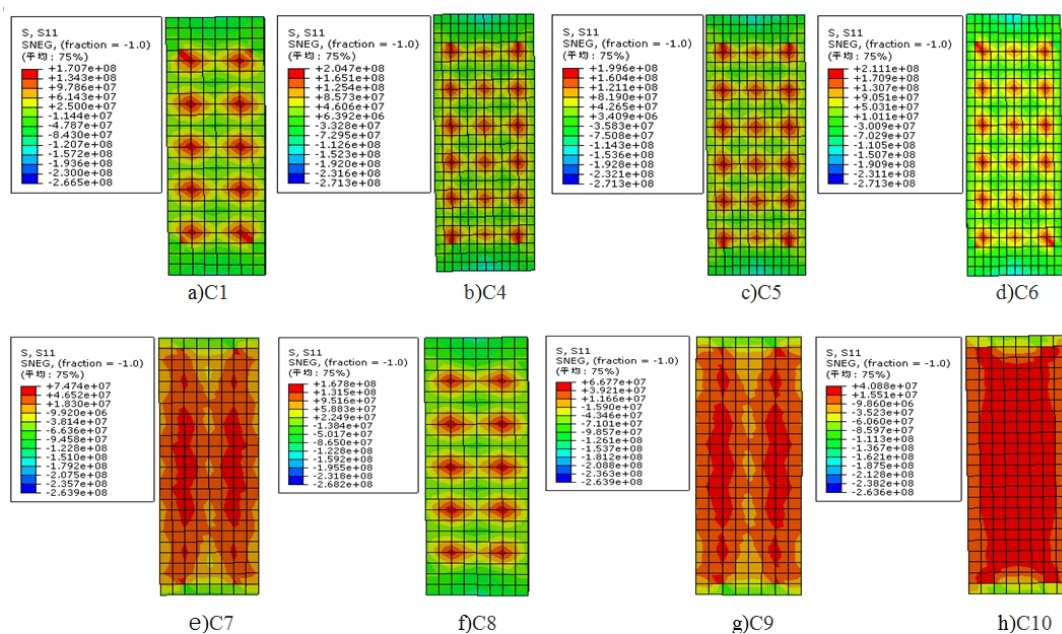 S, S11
SNEG, (fraction = -1.0)
(平均: 75%)
+1.707e+08
+1.343e+08
+9.786e+07
+6.143e+07
+2.500e+07
-1.144e+07
-4.787e+07
-8.430e+07
-1.207e+08
-1.572e+08
-1.936e+08
-2.300e+08
-2.665e+08
a)C1
S, S11
SNEG, (fraction = -1.0)
(平均: 75%)
+2.047e+08
+1.651e+08
+1.254e+08
+8.573e+07
+4.606e+07
+6.392e+06
-3.328e+07
-7.295e+07
-1.126e+08
-1.523e+08
-1.920e+08
-2.316e+08
-2.713e+08
b)C4
S, S11
SNEG, (fraction = -1.0)
(平均: 75%)
+1.996e+08
+1.604e+08
+1.211e+08
+8.190e+07
+4.265e+07
+3.409e+06
-3.583e+07
-7.508e+07
-1.143e+08
-1.536e+08
-1.928e+08
-2.321e+08
-2.713e+08
c)C5
S, S11
SNEG, (fraction = -1.0)
(平均: 75%)
+2.111e+08
+1.709e+08
+1.307e+08
+9.051e+07
+5.031e+07
+1.011e+07
-3.009e+07
-7.029e+07
-1.105e+08
-1.507e+08
-1.909e+08
-2.311e+08
-2.713e+08
d)C6
S, S11
SNEG, (fraction = -1.0)
(平均: 75%)
+7.474e+07
+4.652e+07
+1.830e+07
-9.920e+06
-3.814e+07
-6.636e+07
-9.458e+07
-1.228e+08
-1.510e+08
-1.792e+08
-2.075e+08
-2.357e+08
-2.639e+08
e)C7
S, S11
SNEG, (fraction = -1.0)
(平均: 75%)
+1.678e+08
+1.315e+08
+9.516e+07
+5.883e+07
+2.249e+07
-1.384e+07
-5.017e+07
-8.650e+07
-1.228e+08
-1.592e+08
-1.955e+08
-2.318e+08
-2.682e+08
f)C8
S, S11
SNEG, (fraction = -1.0)
(平均: 75%)
+6.677e+07
+3.921e+07
+1.166e+07
-1.590e+07
-4.346e+07
-7.101e+07
-9.857e+07
-1.261e+08
-1.537e+08
-1.812e+08
-2.088e+08
-2.363e+08
-2.639e+08
g)C9
S, S11
SNEG, (fraction = -1.0)
(平均: 75%)
+4.088e+07
+1.551e+07
-9.860e+06
-3.523e+07
-6.060e+07
-8.597e+07
-1.113e+08
-1.367e+08
-1.621e+08
-1.875e+08
-2.128e+08
-2.382e+08
-2.636e+08
h)C10